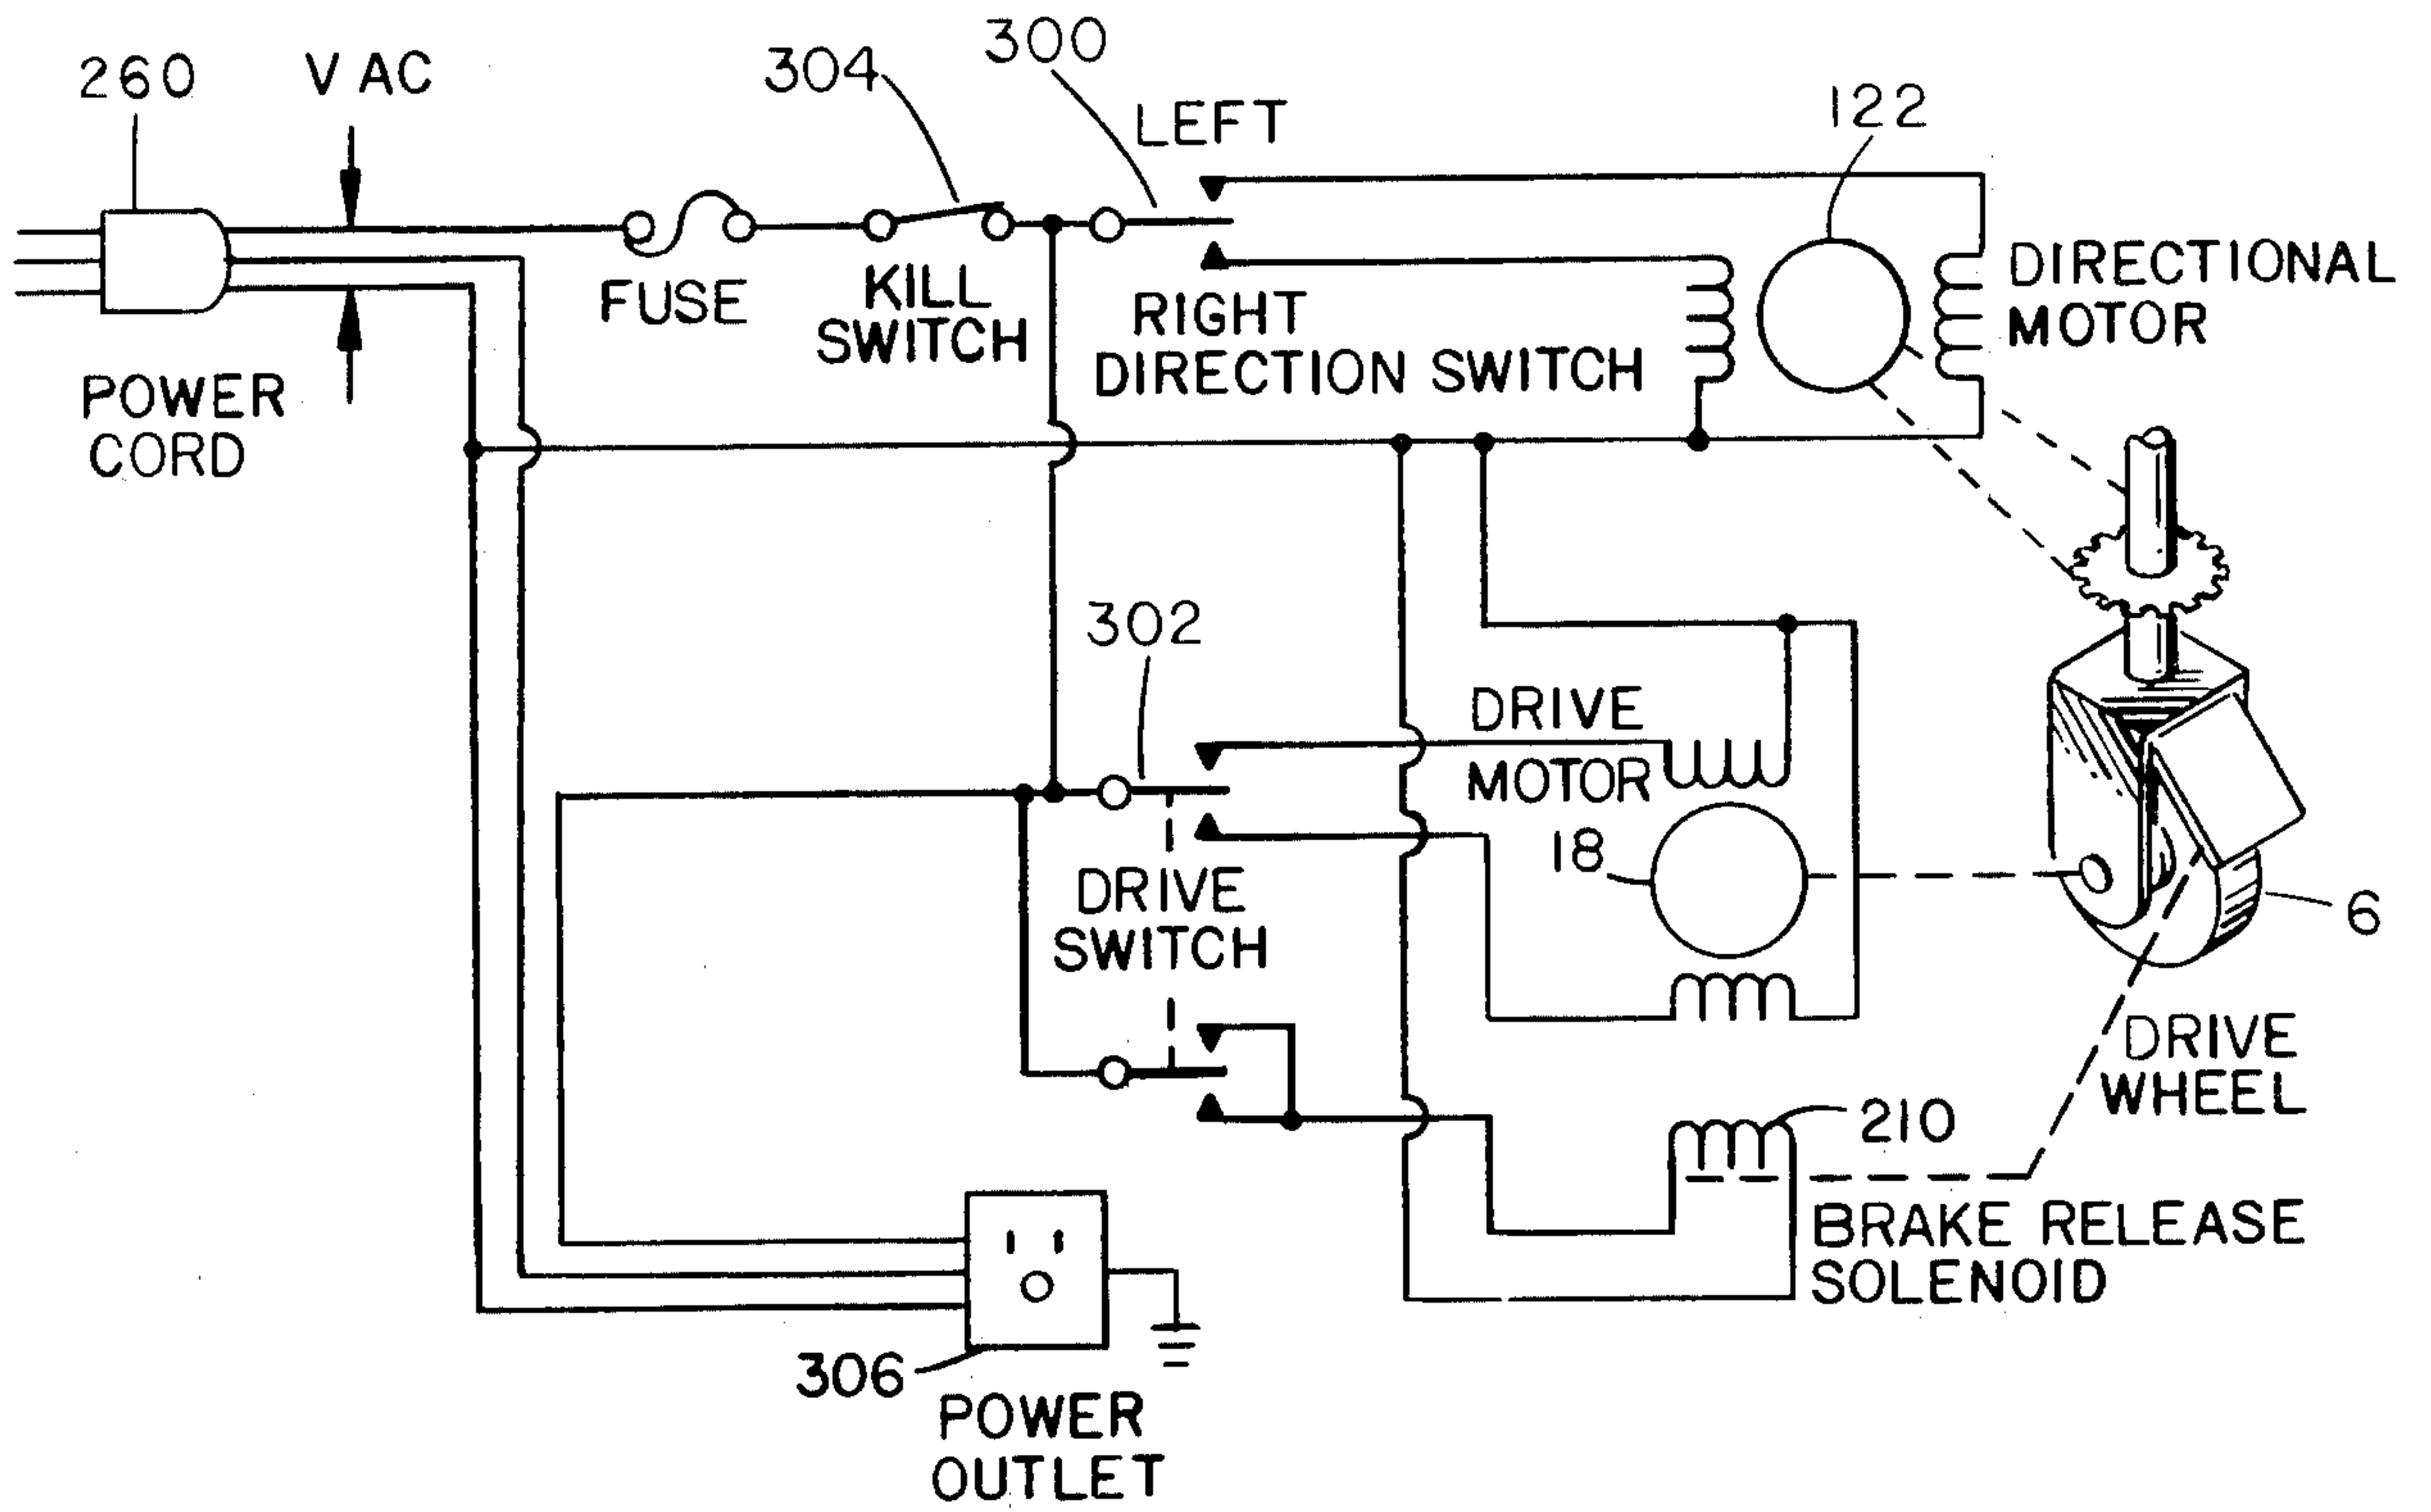 260
V AC
304
300
LEFT
122
FUSE
KILL
SWITCH
RIGHT
DIRECTION SWITCH
DIRECTIONAL
MOTOR
POWER
CORD
302
DRIVE
MOTOR
18
DRIVE
SWITCH
6
DRIVE
WHEEL
210
BRAKE RELEASE
SOLENOID
306
POWER
OUTLET